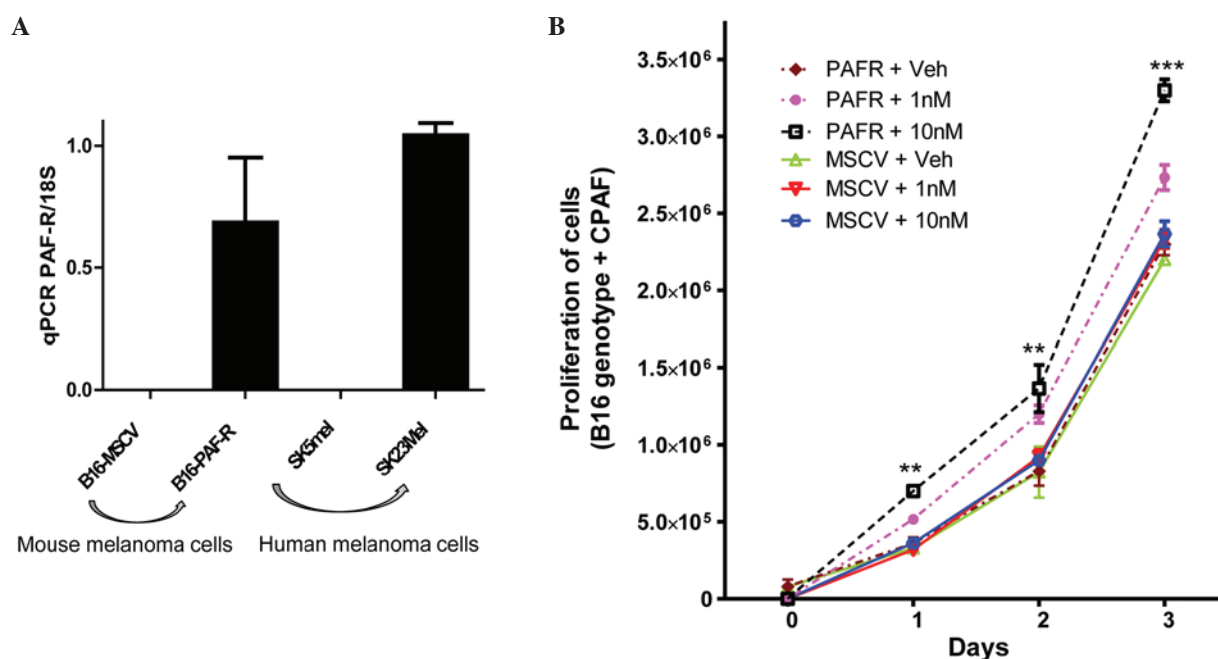 A
qPCR PAF-R/18S
1.0
0.5
0.0
B16-MSCV
B16-PAF-R
SK5mel
SK23Mel
Mouse melanoma cells
Human melanoma cells
B
Proliferation of cells
(B16 genotype + CPAF)
3.5×10⁶
3.0×10⁶
2.5×10⁶
2.0×10⁶
1.5×10⁶
1.0×10⁶
5.0×10⁵
0
PAFR + Veh
PAFR + 1nM
PAFR + 10nM
MSCV + Veh
MSCV + 1nM
MSCV + 10nM
**
**
***
0 1 2 3
Days